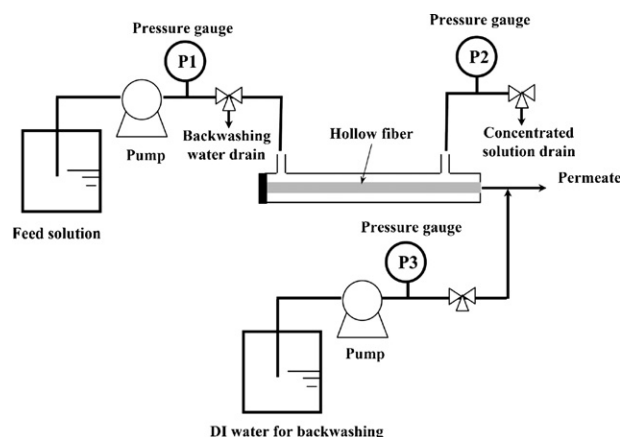 Pressure gauge
P1
Pump
Backwashing
water drain
Feed solution
Pressure gauge
P2
Concentrated
solution drain
Hollow fiber
Permeate
Pressure gauge
P3
Pump
DI water for backwashing